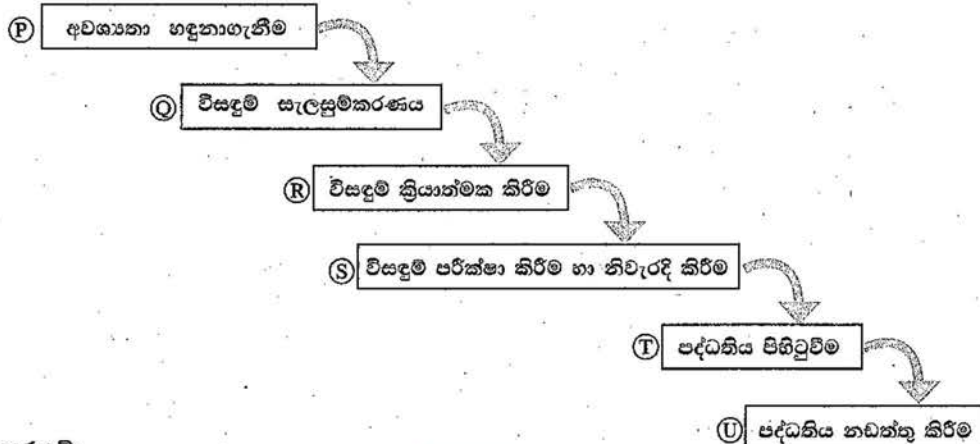 Ⓟ අවශ්‍යතා හඳුනාගැනීම
Ⓠ විසඳුම් සැලසුම්කරණය
Ⓡ විසඳුම් ක්‍රියාත්මක කිරීම
Ⓢ විසඳුම් පරීක්ෂා කිරීම හා නිවැරදි කිරීම
Ⓣ පද්ධතිය පිහිටුවීම
Ⓤ පද්ධතිය නඩත්තු කිරීම